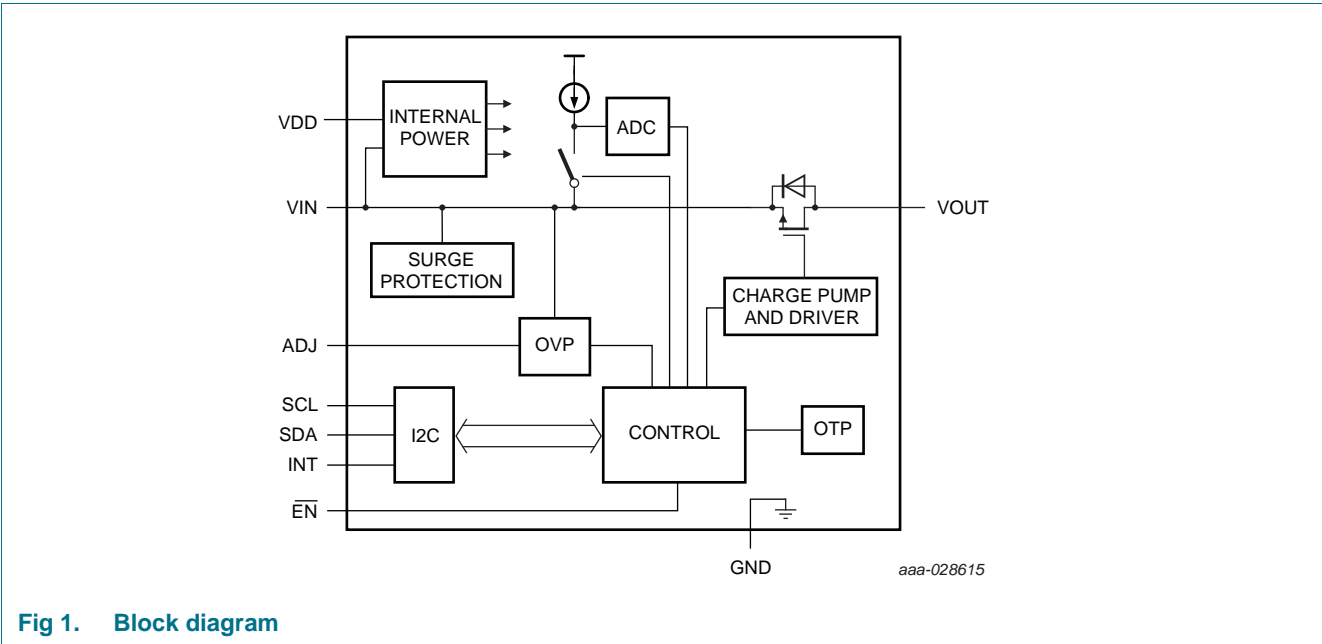 VDD
INTERNAL
POWER
ADC
VIN
VOUT
SURGE
PROTECTION
CHARGE PUMP
AND DRIVER
ADJ
OVP
SCL
SDA
INT
I2C
CONTROL
OTP
EN
GND
aaa-028615
Fig 1. Block diagram